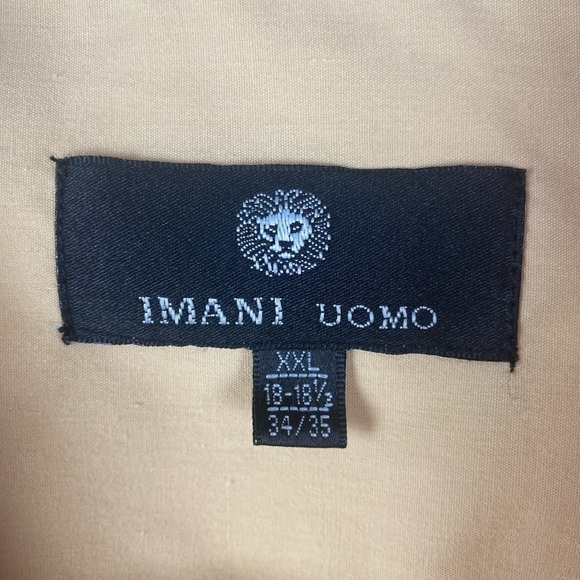 IMANI UOMO
XXL
18-18½
34/35